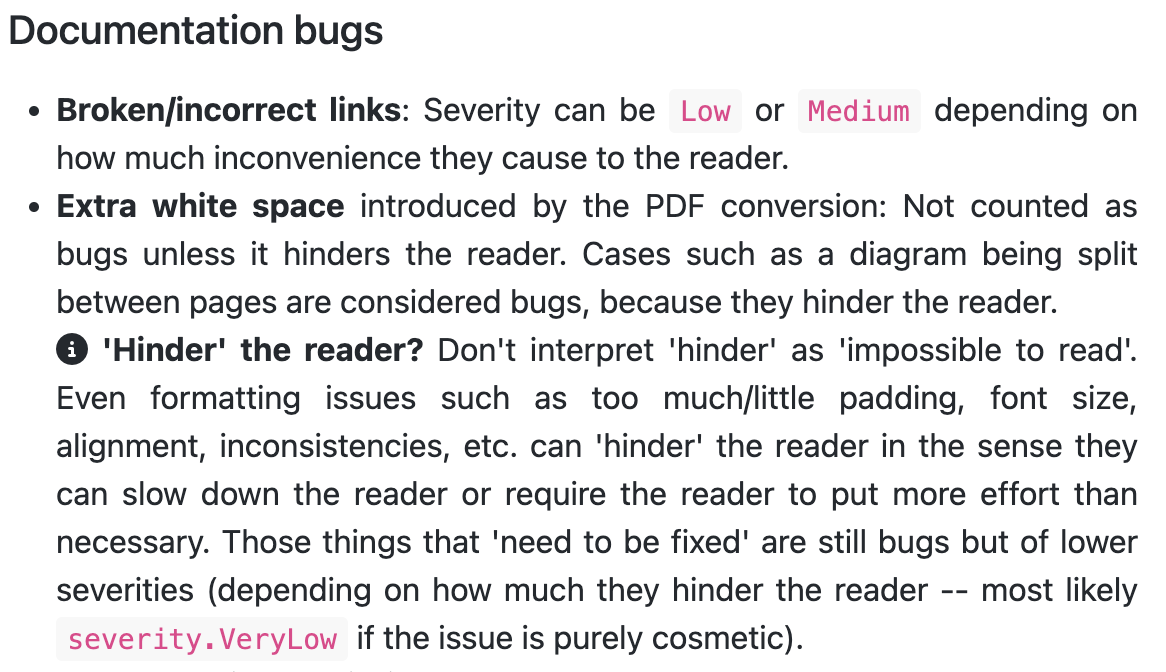 Documentation bugs
• Broken/incorrect links: Severity can be Low or Medium depending on
how much inconvenience they cause to the reader.
• Extra white space introduced by the PDF conversion: Not counted as
bugs unless it hinders the reader. Cases such as a diagram being split
between pages are considered bugs, because they hinder the reader.
'Hinder' the reader? Don't interpret 'hinder' as 'impossible to read'.
Even formatting issues such as too much/little padding, font size,
alignment, inconsistencies, etc. can 'hinder' the reader in the sense they
can slow down the reader or require the reader to put more effort than
necessary. Those things that 'need to be fixed' are still bugs but of lower
severities (depending on how much they hinder the reader -- most likely
severity.VeryLow if the issue is purely cosmetic).